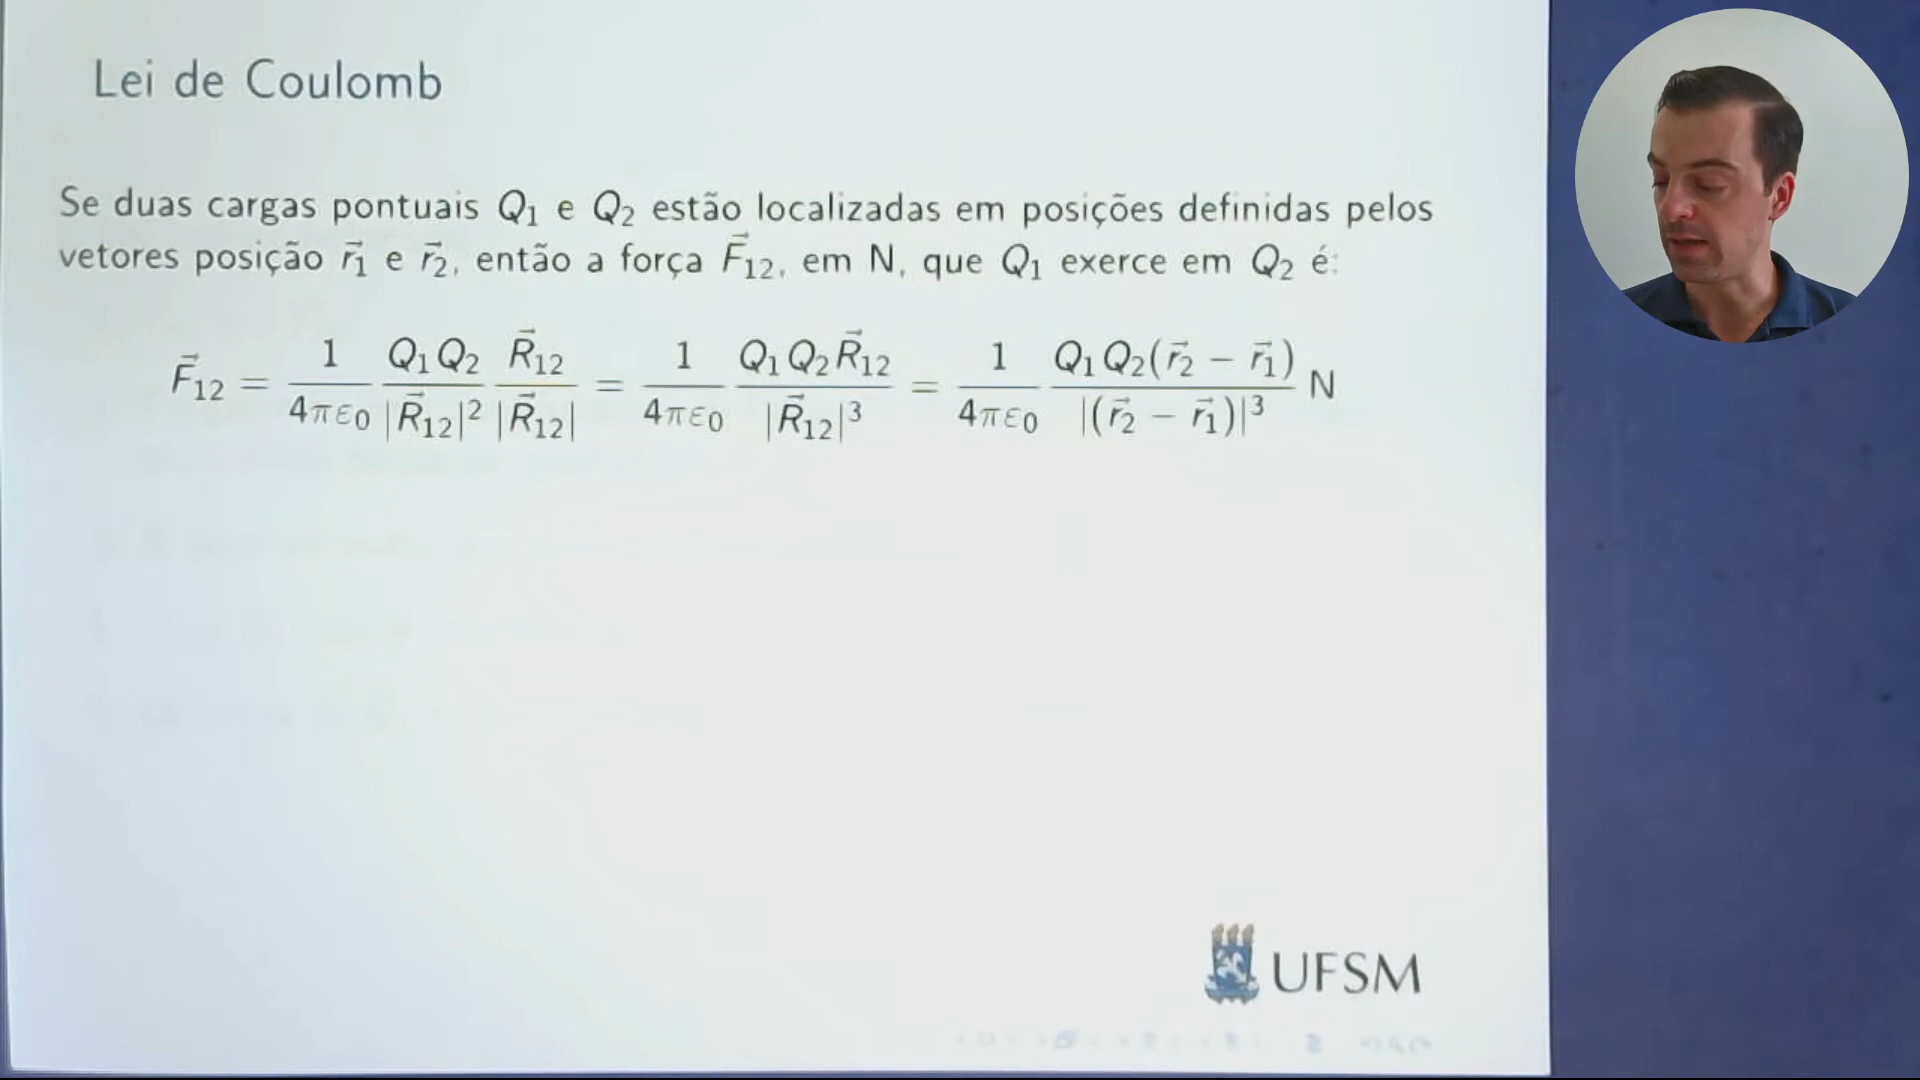 Lei de Coulomb
Se duas cargas pontuais Q₁ e Q₂ estão localizadas em posições definidas pelos
vetores posição r⃗₁ e r⃗₂, então a força F⃗₁₂, em N, que Q₁ exerce em Q₂ é:
F⃗₁₂ = 1/(4πε₀) Q₁Q₂/|R⃗₁₂|² R⃗₁₂/|R⃗₁₂| = 1/(4πε₀) Q₁Q₂R⃗₁₂/|R⃗₁₂|³ = 1/(4πε₀) Q₁Q₂(r⃗₂ − r⃗₁)/|(r⃗₂ − r⃗₁)|³ N
UFSM